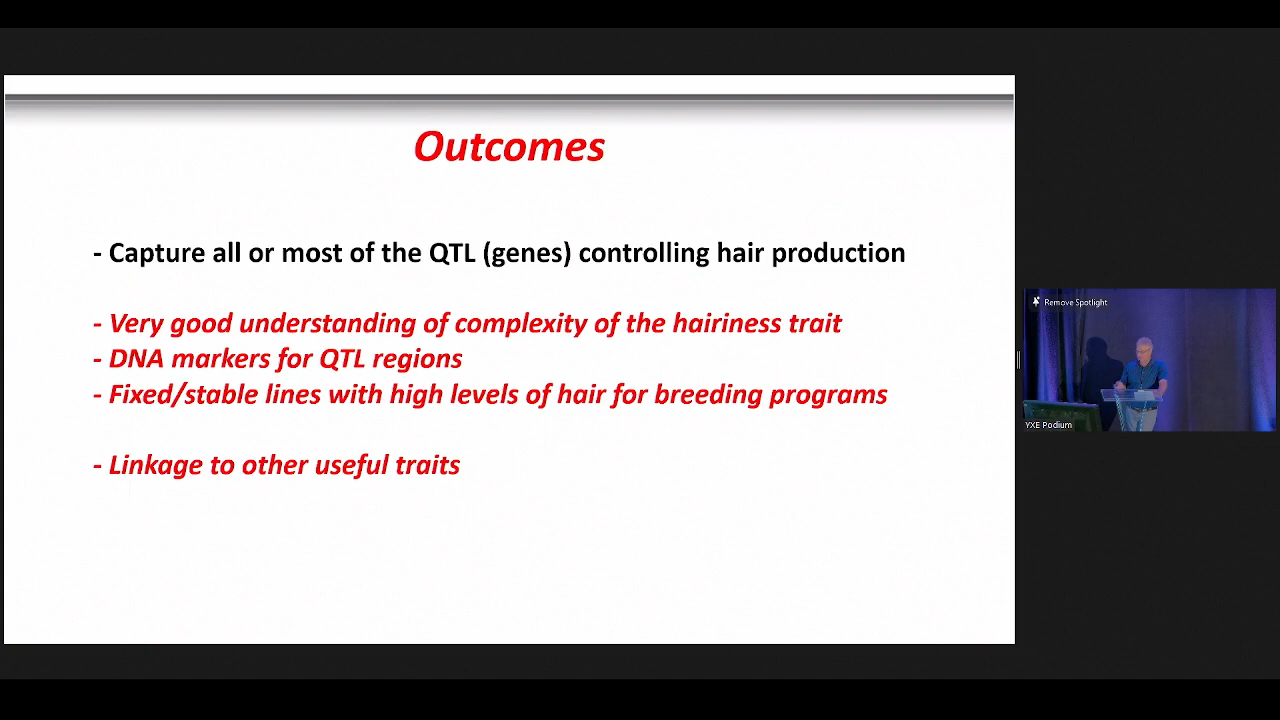 Outcomes
- Capture all or most of the QTL (genes) controlling hair production
- Very good understanding of complexity of the hairiness trait
- DNA markers for QTL regions
- Fixed/stable lines with high levels of hair for breeding programs
- Linkage to other useful traits
Remove Spotlight
YXE Podium